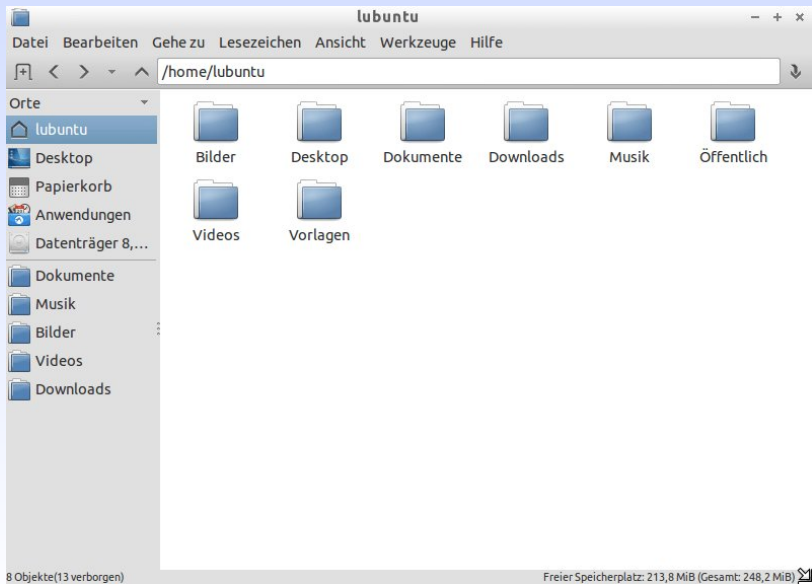 lubuntu
Datei Bearbeiten Gehe zu Lesezeichen Ansicht Werkzeuge Hilfe
/home/lubuntu
Orte
lubuntu
Desktop
Papierkorb
Anwendungen
Datenträger 8,...
Dokumente
Musik
Bilder
Videos
Downloads
Bilder Desktop Dokumente Downloads Musik Öffentlich
Videos Vorlagen
8 Objekte(13 verborgen) Freier Speicherplatz: 213,8 MiB (Gesamt: 248,2 MiB)